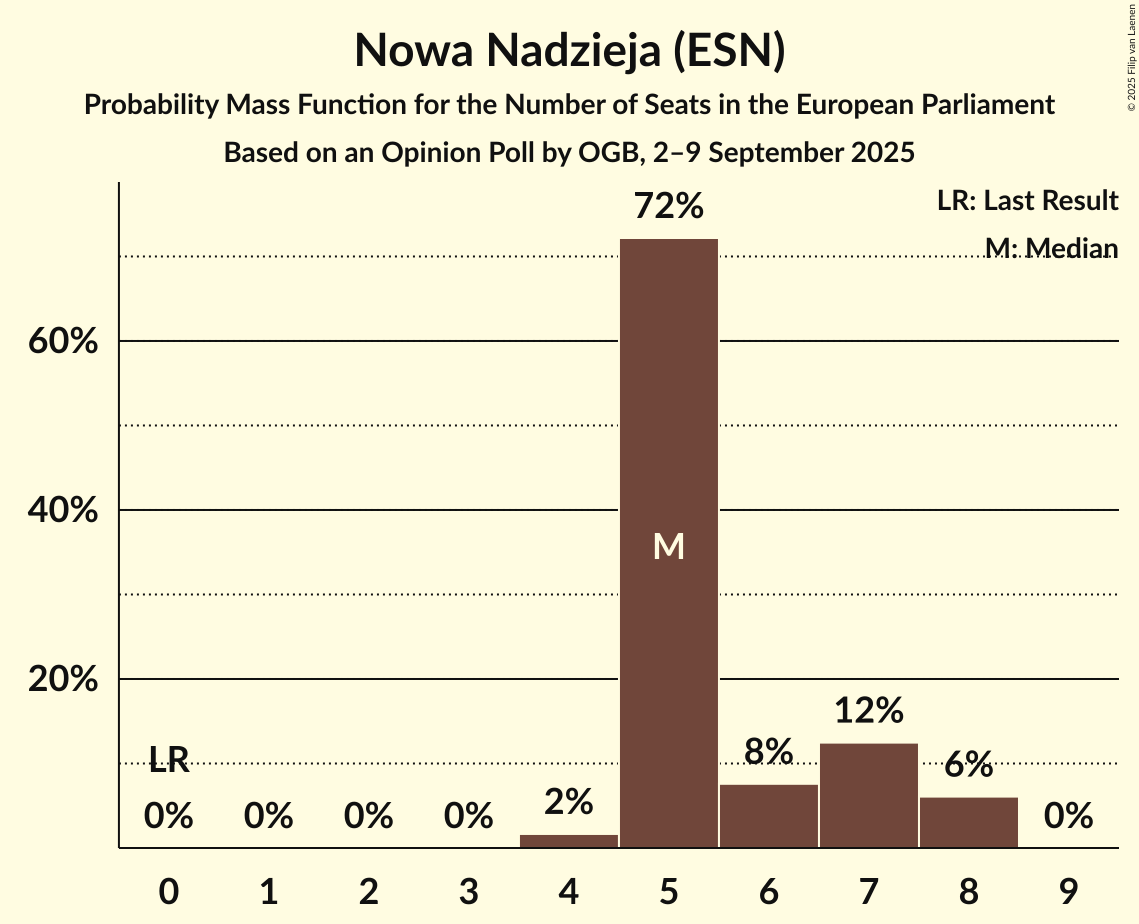 Nowa Nadzieja (ESN)
Probability Mass Function for the Number of Seats in the European Parliament
Based on an Opinion Poll by OGB, 2–9 September 2025
© 2025 Filip van Laenen
LR: Last Result
M: Median
72%
60%
40%
20%
M
LR
0%
0%
0%
0%
2%
8%
12%
6%
0%
0 1 2 3 4 5 6 7 8 9